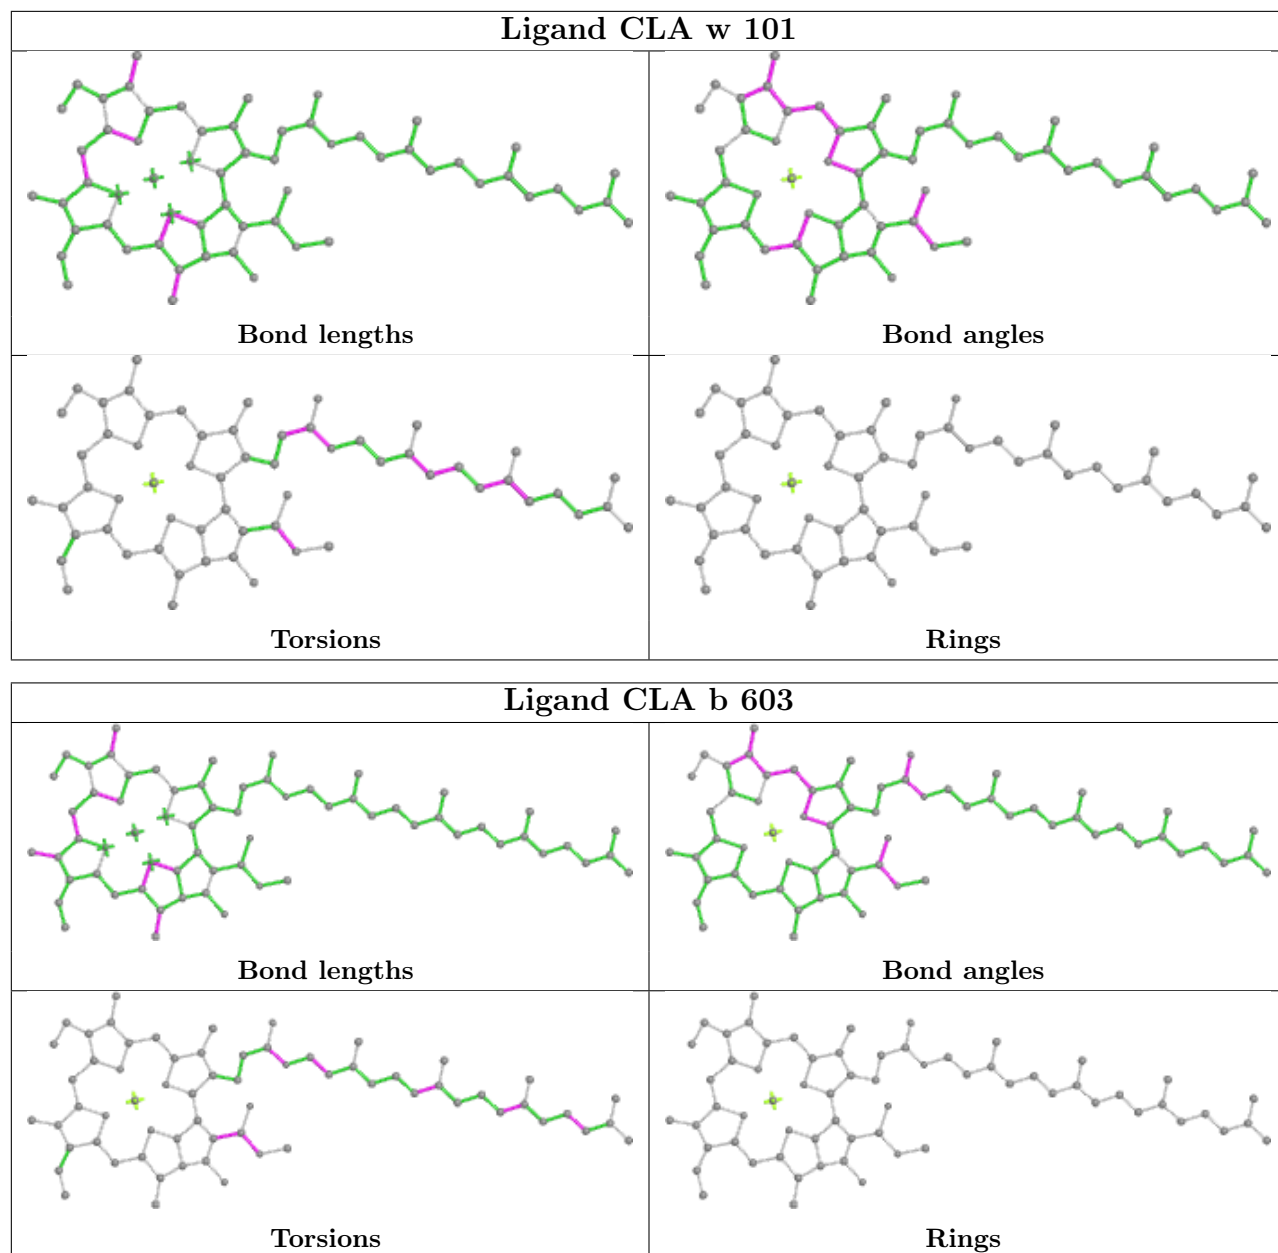 Ligand CLA w 101
Bond lengths
Bond angles
Torsions
Rings
Ligand CLA b 603
Bond lengths
Bond angles
Torsions
Rings